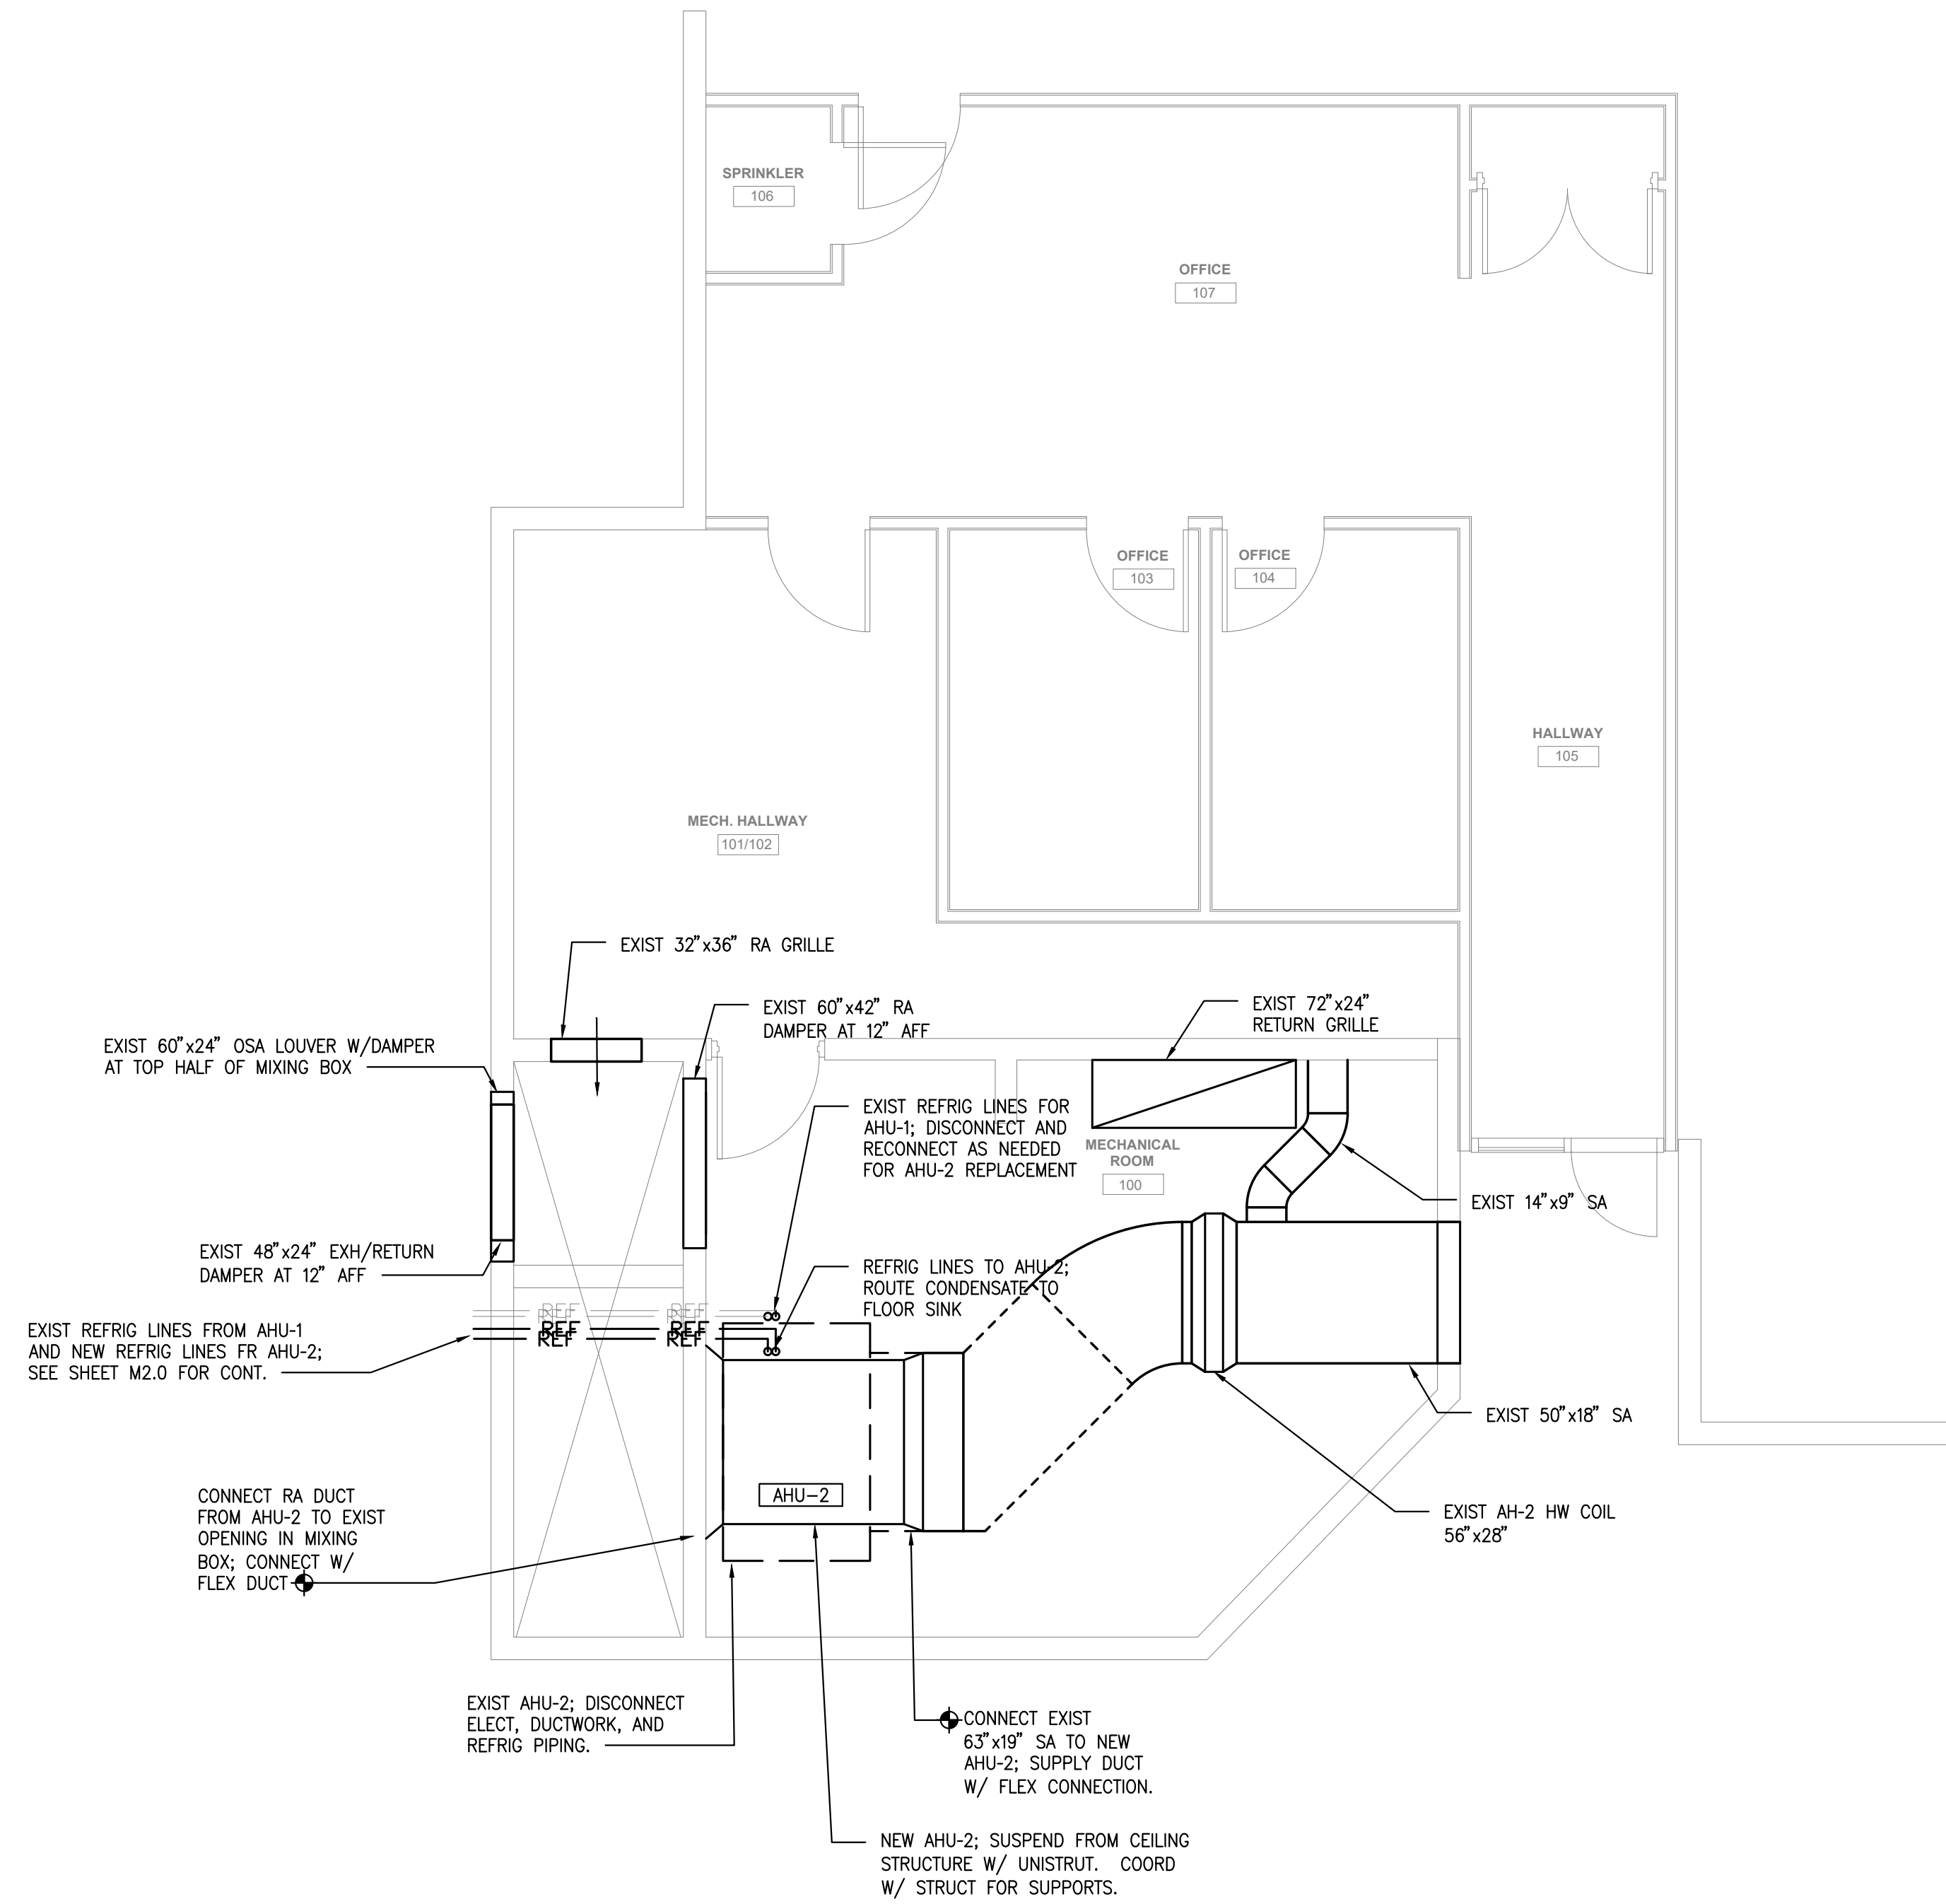 SPRINKLER
106
OFFICE
107
OFFICE
103
OFFICE
104
HALLWAY
105
MECH. HALLWAY
101/102
EXIST 32"x36" RA GRILLE
EXIST 60"x42" RA
DAMPER AT 12" AFF
EXIST 72"x24"
RETURN GRILLE
EXIST 60"x24" OSA LOUVER W/DAMPER
AT TOP HALF OF MIXING BOX
EXIST REFRIG LINES FOR
AHU-1; DISCONNECT AND
RECONNECT AS NEEDED
FOR AHU-2 REPLACEMENT
MECHANICAL
ROOM
100
EXIST 14"x9" SA
EXIST 48"x24" EXH/RETURN
DAMPER AT 12" AFF
REFRIG LINES TO AHU-2;
ROUTE CONDENSATE TO
FLOOR SINK
REF REF
REF REF
REF REF
REF REF
EXIST REFRIG LINES FROM AHU-1
AND NEW REFRIG LINES FR AHU-2;
SEE SHEET M2.0 FOR CONT.
EXIST 50"x18" SA
AHU-2
CONNECT RA DUCT
FROM AHU-2 TO EXIST
OPENING IN MIXING
BOX; CONNECT W/
FLEX DUCT
EXIST AH-2 HW COIL
56"x28"
EXIST AHU-2; DISCONNECT
ELECT, DUCTWORK, AND
REFRIG PIPING.
CONNECT EXIST
63"x19" SA TO NEW
AHU-2; SUPPLY DUCT
W/ FLEX CONNECTION.
NEW AHU-2; SUSPEND FROM CEILING
STRUCTURE W/ UNISTRUT. COORD
W/ STRUCT FOR SUPPORTS.